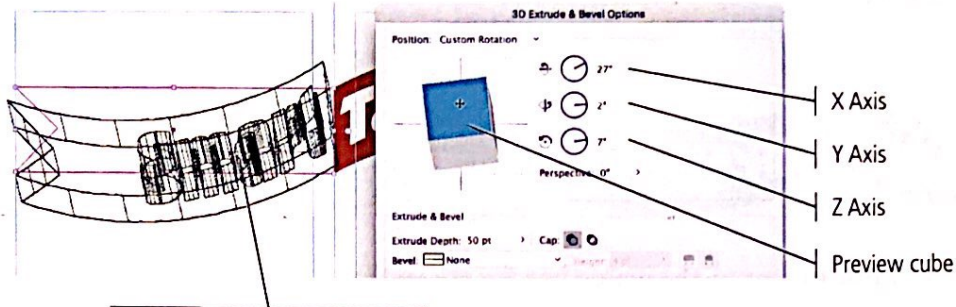 3D Extrude & Bevel Options
Position: Custom Rotation
27°
2°
7°
Perspective: 0°
Extrude & Bevel
Extrude Depth: 50 pt
Cap:
Bevel: None
X Axis
Y Axis
Z Axis
Preview cube